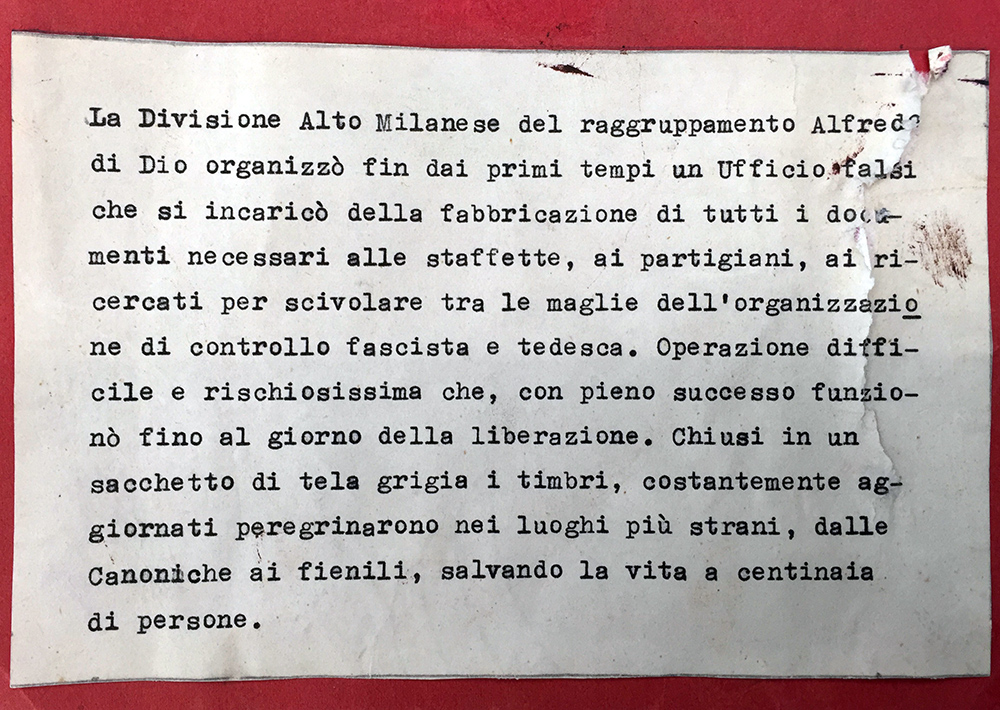 La Divisione Alto Milanese del raggruppamento Alfredo
di Dio organizzò fin dai primi tempi un Ufficio falsi
che si incaricò della fabbricazione di tutti i docu-
menti necessari alle staffette, ai partigiani, ai ri-
cercati per scivolare tra le maglie dell'organizzazio
ne di controllo fascista e tedesca. Operazione diffi-
cile e rischiosissima che, con pieno successo funzio-
nò fino al giorno della liberazione. Chiusi in un
sacchetto di tela grigia i timbri, costantemente ag-
giornati peregrinarono nei luoghi più strani, dalle
Canoniche ai fienili, salvando la vita a centinaia
di persone.